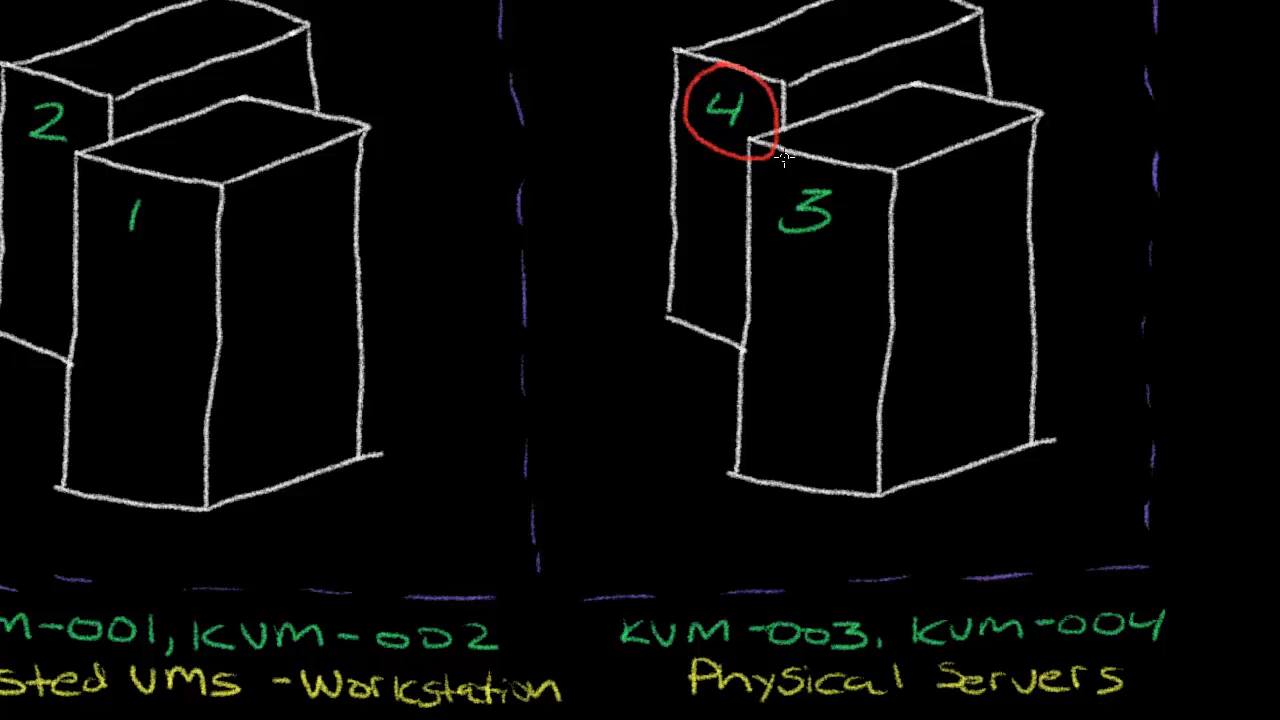 2
4
1
3
M-001, KVM-002
KVM-003, KVM-004
sted VMs - Workstation
Physical Servers